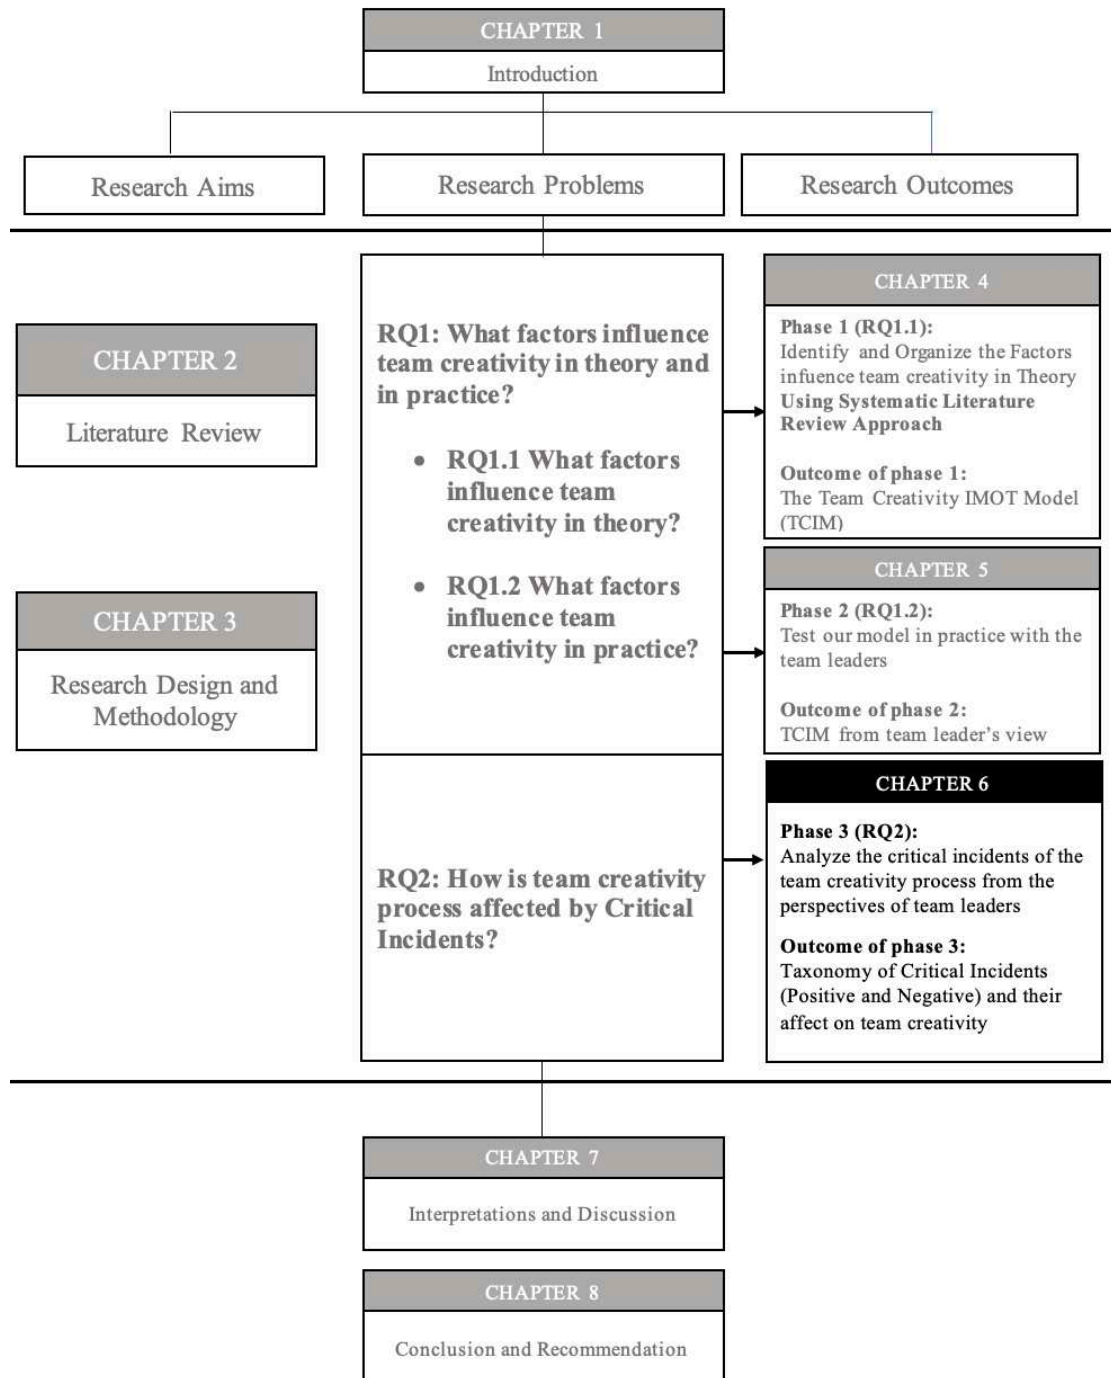 CHAPTER 1
Introduction
Research Aims
Research Problems
Research Outcomes
CHAPTER 2
Literature Review
CHAPTER 3
Research Design and
Methodology
RQ1: What factors influence
team creativity in theory and
in practice?
• RQ1.1 What factors
influence team
creativity in theory?
• RQ1.2 What factors
influence team
creativity in practice?
RQ2: How is team creativity
process affected by Critical
Incidents?
CHAPTER 4
Phase 1 (RQ1.1):
Identify and Organize the Factors
infuence team creativity in Theory
Using Systematic Literature
Review Approach
Outcome of phase 1:
The Team Creativity IMOT Model
(TCIM)
CHAPTER 5
Phase 2 (RQ1.2):
Test our model in practice with the
team leaders
Outcome of phase 2:
TCIM from team leader's view
CHAPTER 6
Phase 3 (RQ2):
Analyze the critical incidents of the
team creativity process from the
perspectives of team leaders
Outcome of phase 3:
Taxonomy of Critical Incidents
(Positive and Negative) and their
affect on team creativity
CHAPTER 7
Interpretations and Discussion
CHAPTER 8
Conclusion and Recommendation